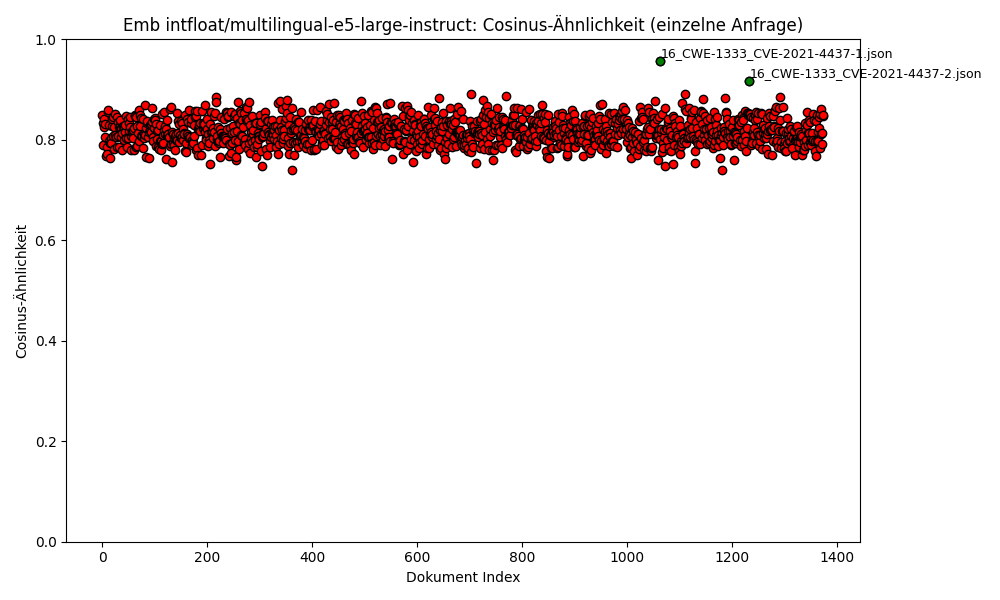 Emb intfloat/multilingual-e5-large-instruct: Cosinus-Ähnlichkeit (einzelne Anfrage)
1.0
16_CWE-1333_CVE-2021-4437-1.json
16_CWE-1333_CVE-2021-4437-2.json
0.8
0.6
Cosinus-Ähnlichkeit
0.4
0.2
0.0
0 200 400 600 800 1000 1200 1400
Dokument Index